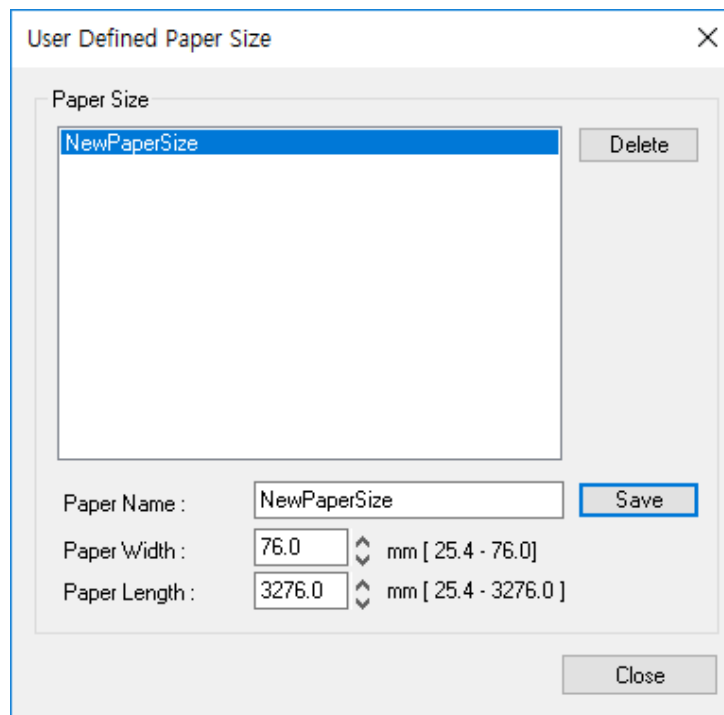 User Defined Paper Size
Paper Size
NewPaperSize
Delete
Paper Name :
NewPaperSize
Save
Paper Width :
76.0
mm [ 25.4 - 76.0]
Paper Length :
3276.0
mm [ 25.4 - 3276.0 ]
Close